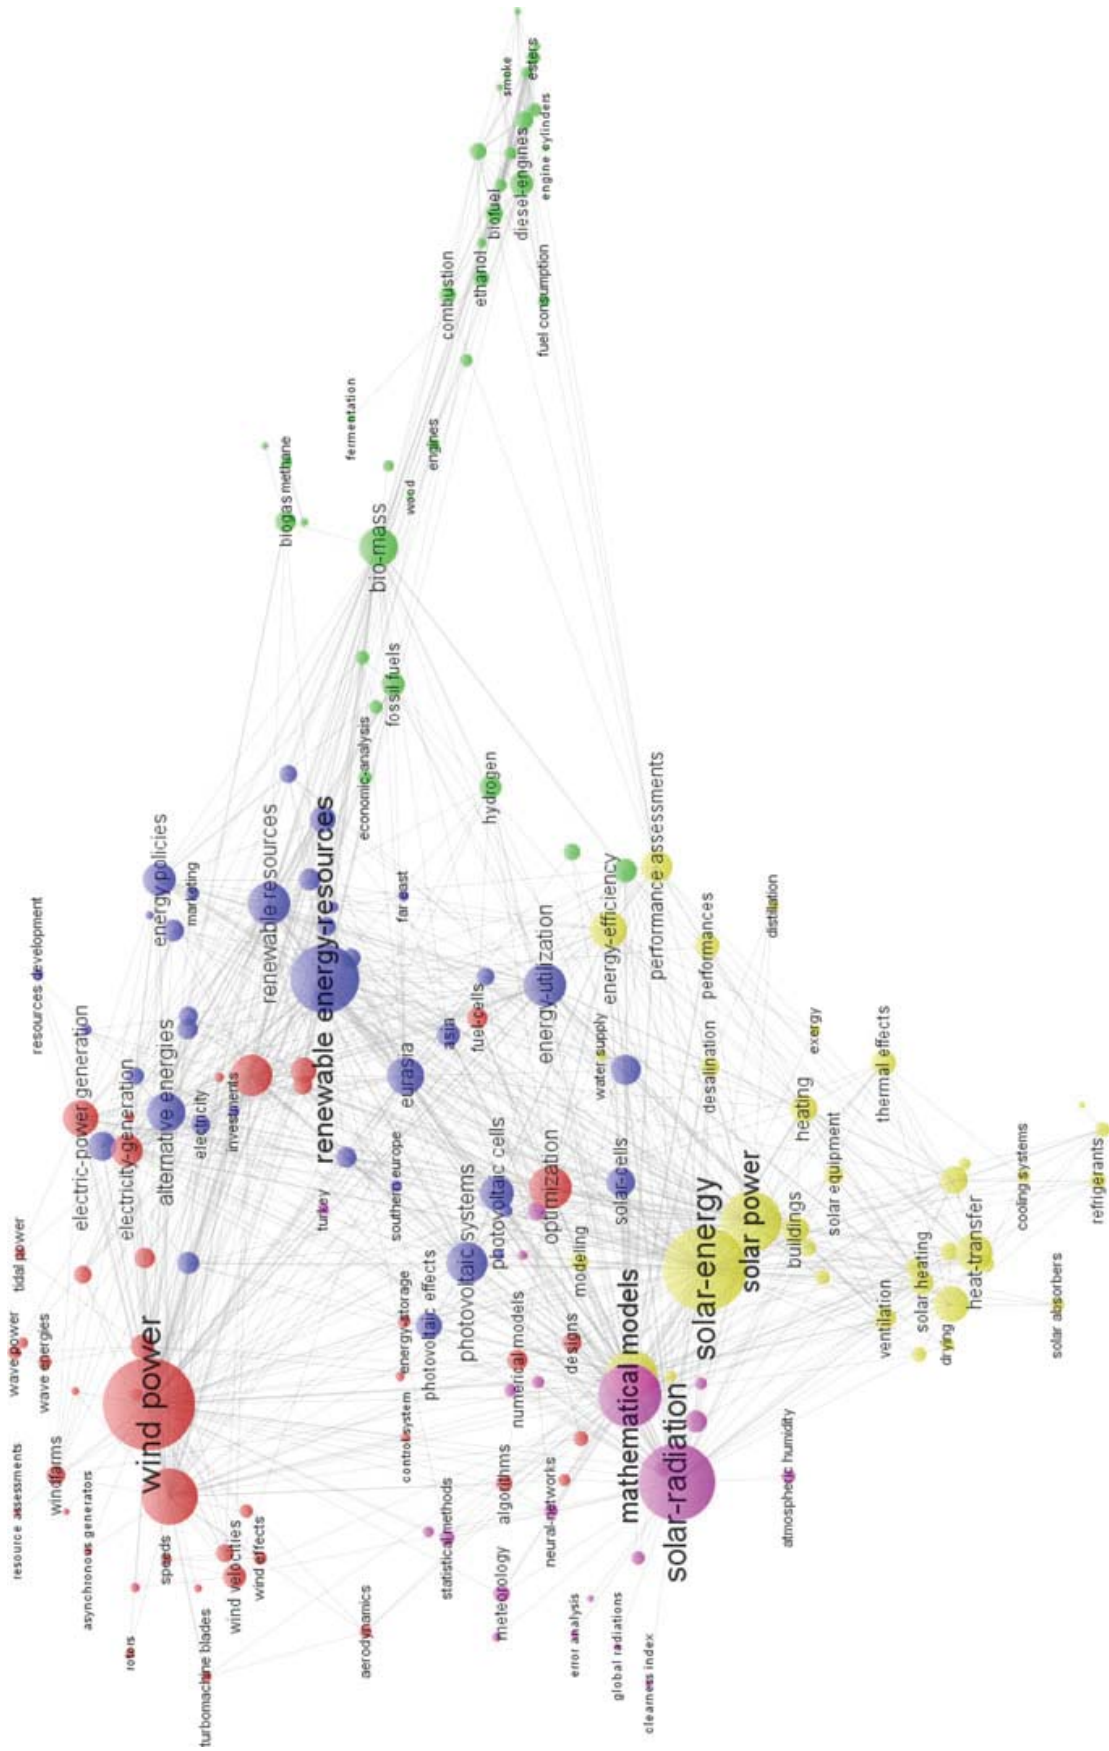 smoke
esters
engine cylinders
diesel-engines
biofuel
ethanol
combustion
fuel consumption
fermentation
engines
wood
biogas methane
bio-mass
fossil fuels
economic-analysis
hydrogen
resources development
energy policies
marketing
renewable resources
renewable energy-resources
far east
energy-efficiency
performance assessments
performances
distilation
energy-utilization
fuel-cells
asia
eurasia
water supply
desalination
exergy
thermal effects
heating
solar equipment
cooling systems
refrigerants
electric-power generation
electricity-generation
alternative energies
electricity
investments
turkey
southern europe
photovoltaic cells
photovoltaic systems
photovoltaic effects
optimization
solar-cells
modeling
solar-energy
solar power
buildings
ventilation
solar heating
drying
heat-transfer
solar absorbers
tidal power
wave power
wave energies
wind power
windfarms
resource assessments
asynchronous generators
speeds
wind velocities
wind effects
rotors
turbomachine blades
aerodynamics
energy-storage
control system
numerical models
designs
algorithms
neural-networks
statistical methods
meteorology
mathematical models
solar-radiation
atmospheric humidity
error analysis
global radiations
clearness index